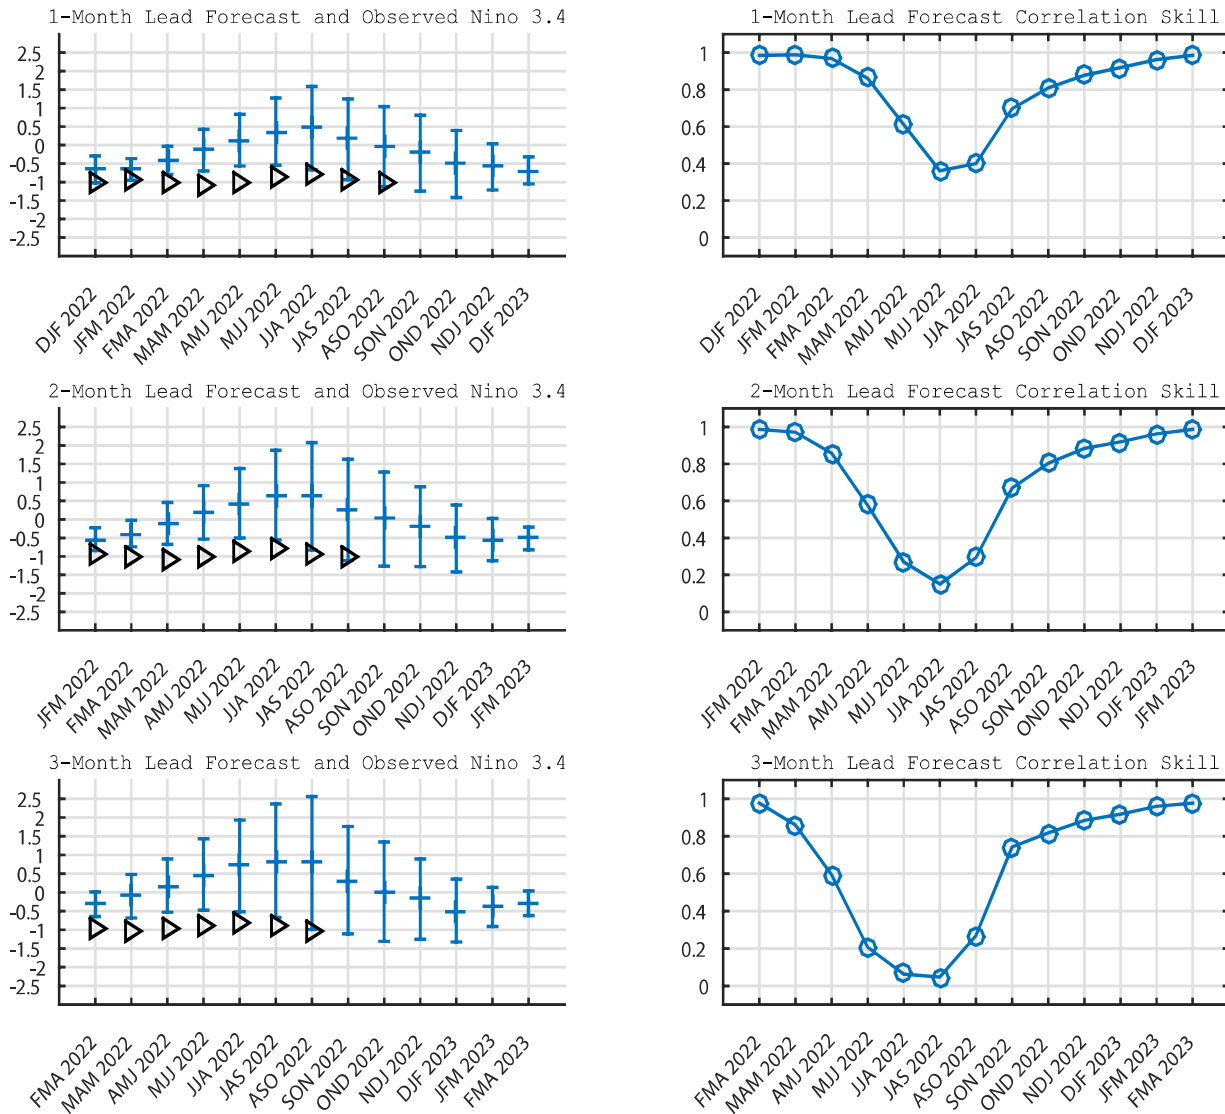 1-Month Lead Forecast and Observed Nino 3.4
2.5
2
1.5
1
0.5
0
-0.5
-1
-1.5
-2
-2.5
DJF 2022
JFM 2022
FMA 2022
MAM 2022
AMJ 2022
MJJ 2022
JJA 2022
JAS 2022
ASO 2022
SON 2022
OND 2022
NDJ 2022
DJF 2023
1-Month Lead Forecast Correlation Skill
1
0.8
0.6
0.4
0.2
0
DJF 2022
JFM 2022
FMA 2022
MAM 2022
AMJ 2022
MJJ 2022
JJA 2022
JAS 2022
ASO 2022
SON 2022
OND 2022
NDJ 2022
DJF 2023
2-Month Lead Forecast and Observed Nino 3.4
2.5
2
1.5
1
0.5
0
-0.5
-1
-1.5
-2
-2.5
JFM 2022
FMA 2022
MAM 2022
AMJ 2022
MJJ 2022
JJA 2022
JAS 2022
ASO 2022
SON 2022
OND 2022
NDJ 2022
DJF 2023
JFM 2023
2-Month Lead Forecast Correlation Skill
1
0.8
0.6
0.4
0.2
0
JFM 2022
FMA 2022
MAM 2022
AMJ 2022
MJJ 2022
JJA 2022
JAS 2022
ASO 2022
SON 2022
OND 2022
NDJ 2022
DJF 2023
JFM 2023
3-Month Lead Forecast and Observed Nino 3.4
2.5
2
1.5
1
0.5
0
-0.5
-1
-1.5
-2
-2.5
FMA 2022
MAM 2022
AMJ 2022
MJJ 2022
JJA 2022
JAS 2022
ASO 2022
SON 2022
OND 2022
NDJ 2022
DJF 2023
JFM 2023
FMA 2023
3-Month Lead Forecast Correlation Skill
1
0.8
0.6
0.4
0.2
0
FMA 2022
MAM 2022
AMJ 2022
MJJ 2022
JJA 2022
JAS 2022
ASO 2022
SON 2022
OND 2022
NDJ 2022
DJF 2023
JFM 2023
FMA 2023